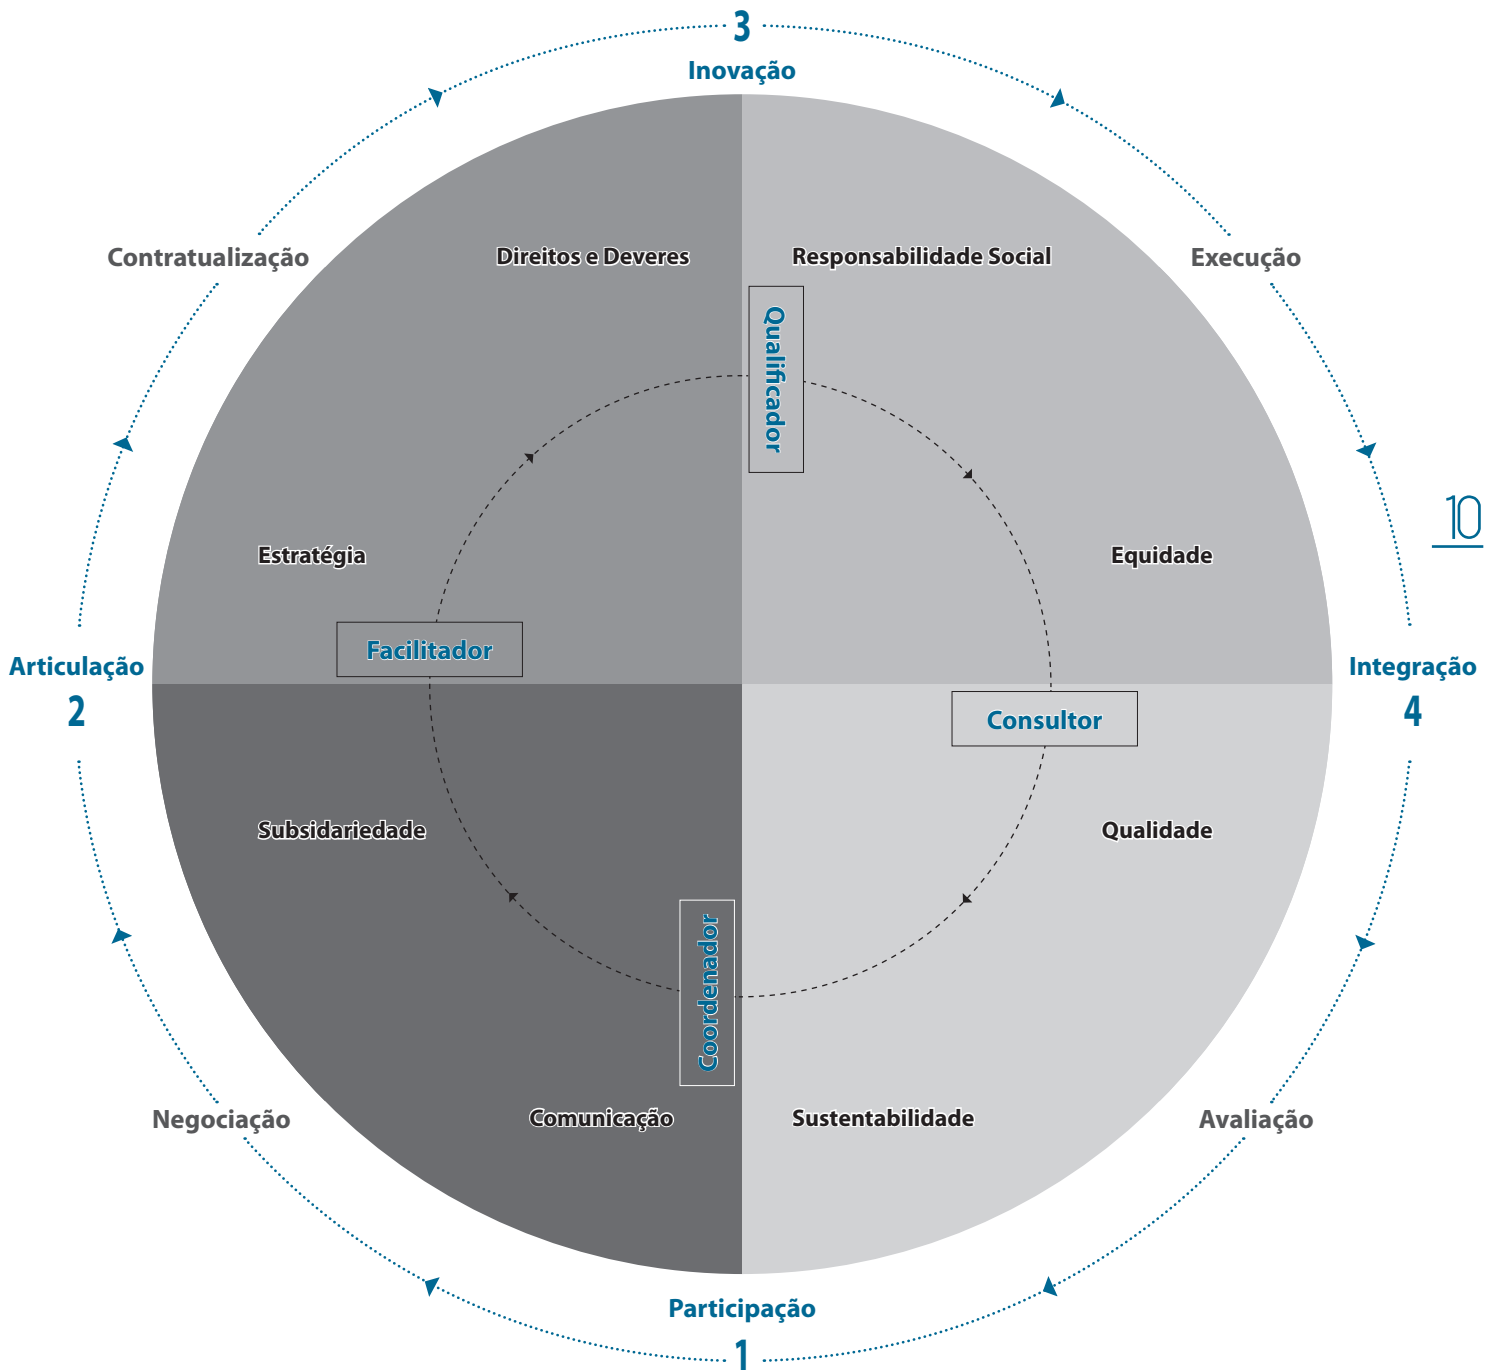 3
Inovação
Contratualização
Direitos e Deveres
Responsabilidade Social
Execução
Qualificador
10
Estratégia
Equidade
Facilitador
Articulação
2
Integração
4
Consultor
Subsidariedade
Qualidade
Coordenador
Negociação
Comunicação
Sustentabilidade
Avaliação
Participação
1